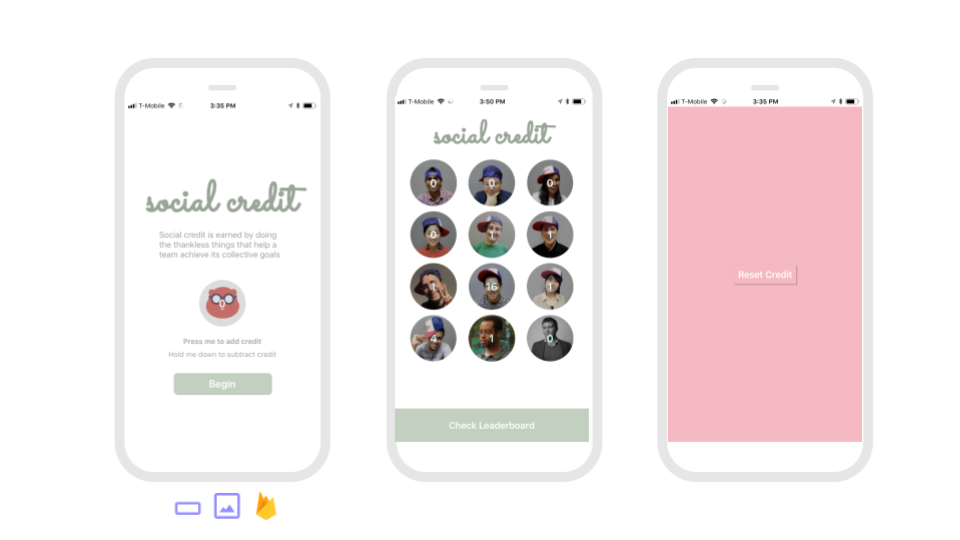 T-Mobile 3:35 PM
social credit
Social credit is earned by doing
the thankless things that help a
team achieve its collective goals
0
Press me to add credit
Hold me down to subtract credit
Begin
T-Mobile 3:50 PM
social credit
0 0 0
0 1 1
1 16 1
4 1 0
Check Leaderboard
T-Mobile 3:35 PM
Reset Credit